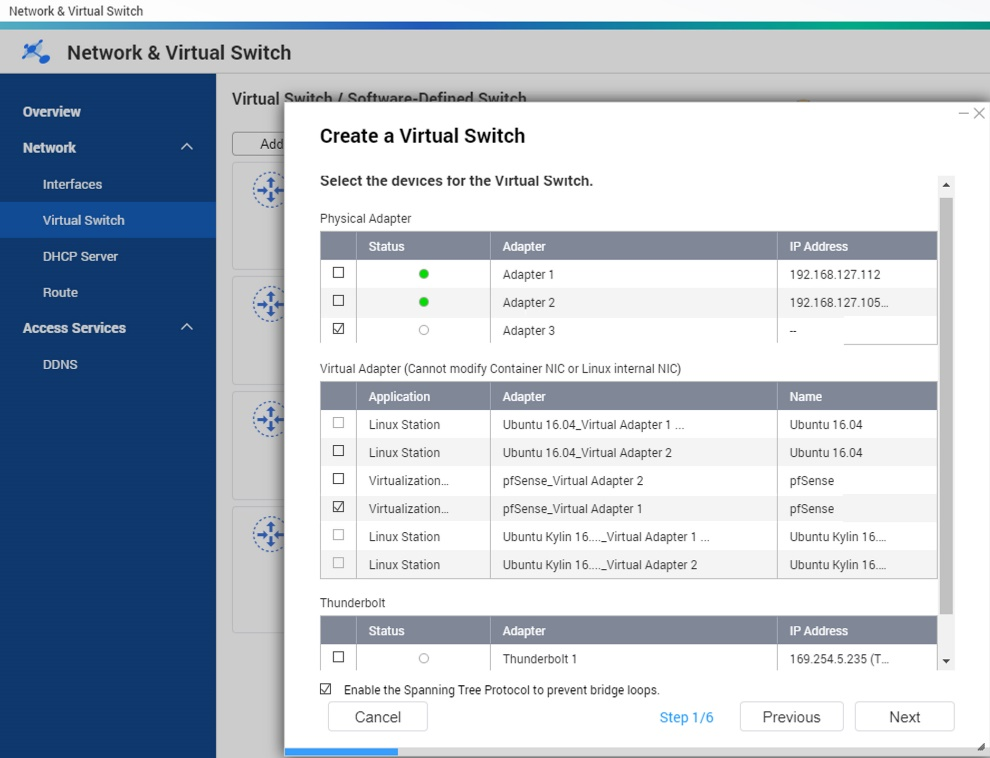 Network & Virtual Switch
Network & Virtual Switch
Overview
Network
Interfaces
Virtual Switch
DHCP Server
Route
Access Services
DDNS
Virtual Switch / Software-Defined Switch
Add
Create a Virtual Switch
Select the devices for the Virtual Switch.
Physical Adapter
Status Adapter IP Address
Adapter 1 192.168.127.112
Adapter 2 192.168.127.105...
Adapter 3 --
Virtual Adapter (Cannot modify Container NIC or Linux internal NIC)
Application Adapter Name
Linux Station Ubuntu 16.04_Virtual Adapter 1 ... Ubuntu 16.04
Linux Station Ubuntu 16.04_Virtual Adapter 2 Ubuntu 16.04
Virtualization... pfSense_Virtual Adapter 2 pfSense
Virtualization... pfSense_Virtual Adapter 1 pfSense
Linux Station Ubuntu Kylin 16...._Virtual Adapter 1 ... Ubuntu Kylin 16....
Linux Station Ubuntu Kylin 16...._Virtual Adapter 2 Ubuntu Kylin 16....
Thunderbolt
Status Adapter IP Address
Thunderbolt 1 169.254.5.235 (T...
Enable the Spanning Tree Protocol to prevent bridge loops.
Cancel Step 1/6 Previous Next